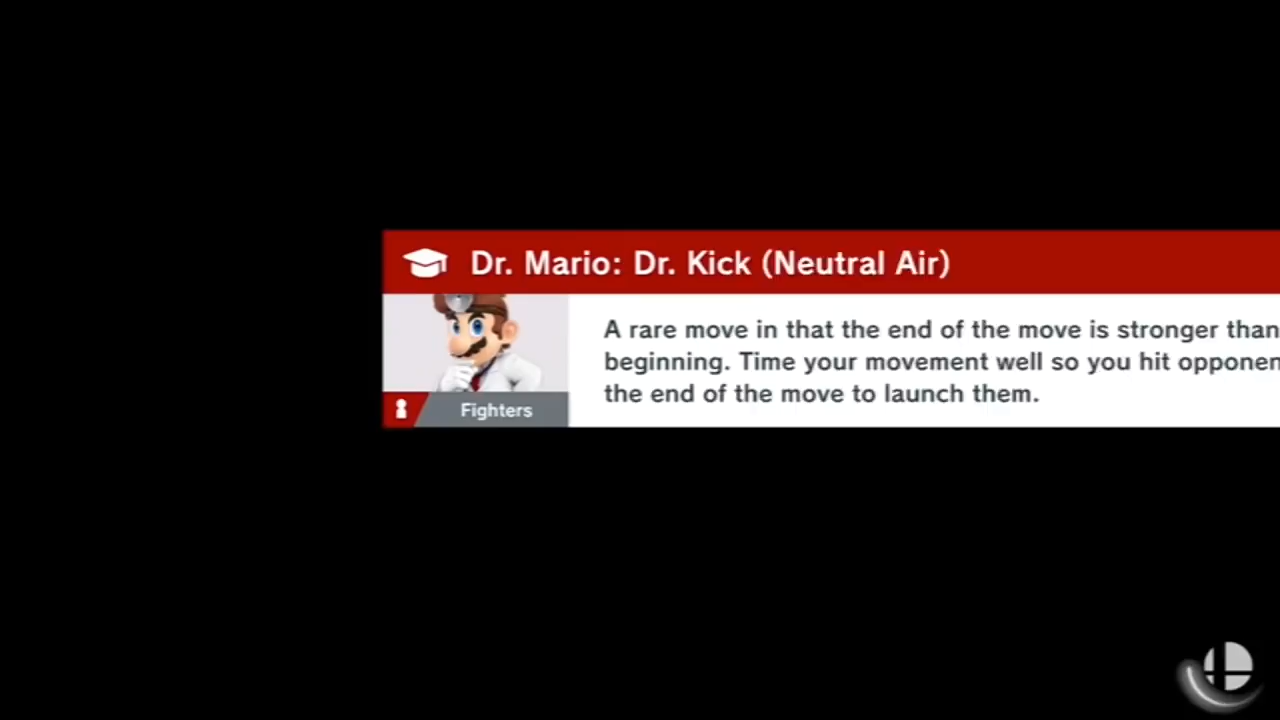 Dr. Mario: Dr. Kick (Neutral Air)
A rare move in that the end of the move is stronger than
beginning. Time your movement well so you hit opponen
the end of the move to launch them.
Fighters